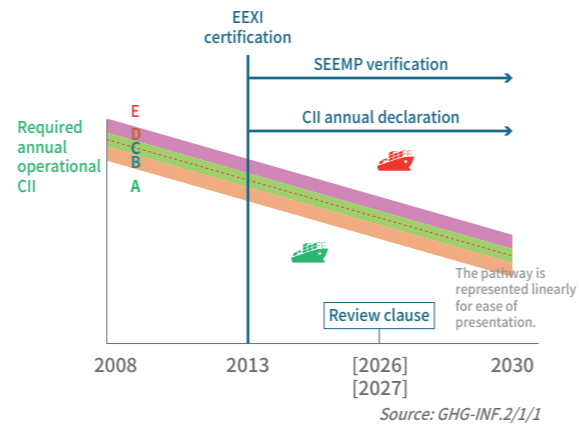 EEXI
certification
SEEMP verification
CII annual declaration
Required
annual
operational
CII
E
D
C
B
A
The pathway is
represented linearly
for ease of
presentation.
Review clause
2008
2013
[2026]
[2027]
2030
Source: GHG-INF.2/1/1